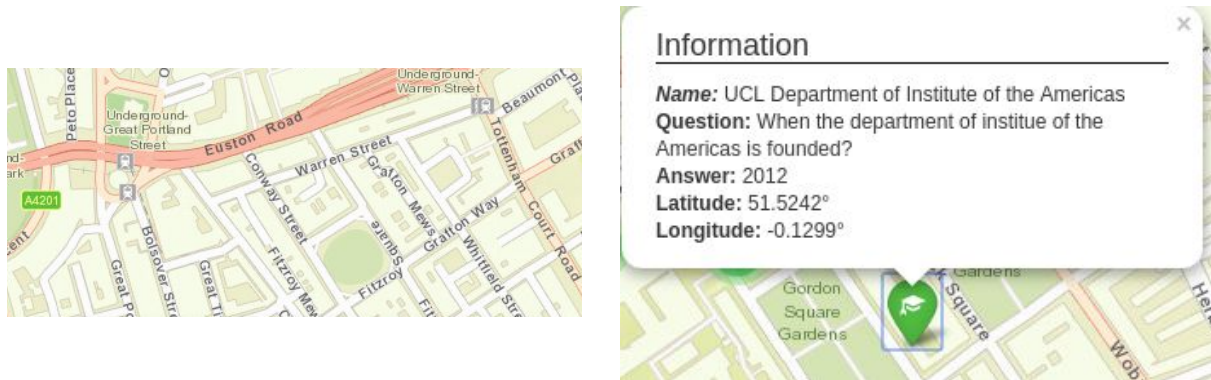 Underground-
Warren Street
Beaumont
Peto Place
Underground-
Great Portland
Street
Euston Road
Warren Street
Tottenham Court Road
Grafton Mews
Conway Street
A4201
Grafton Way
Square
Fitzroy
Whitfield
Bolsover
Fitzroy
Great
Great
Information
×
Name: UCL Department of Institute of the Americas
Question: When the department of institue of the
Americas is founded?
Answer: 2012
Latitude: 51.5242°
Longitude: -0.1299°
Gardens
Gordon
Square
Gardens
Square